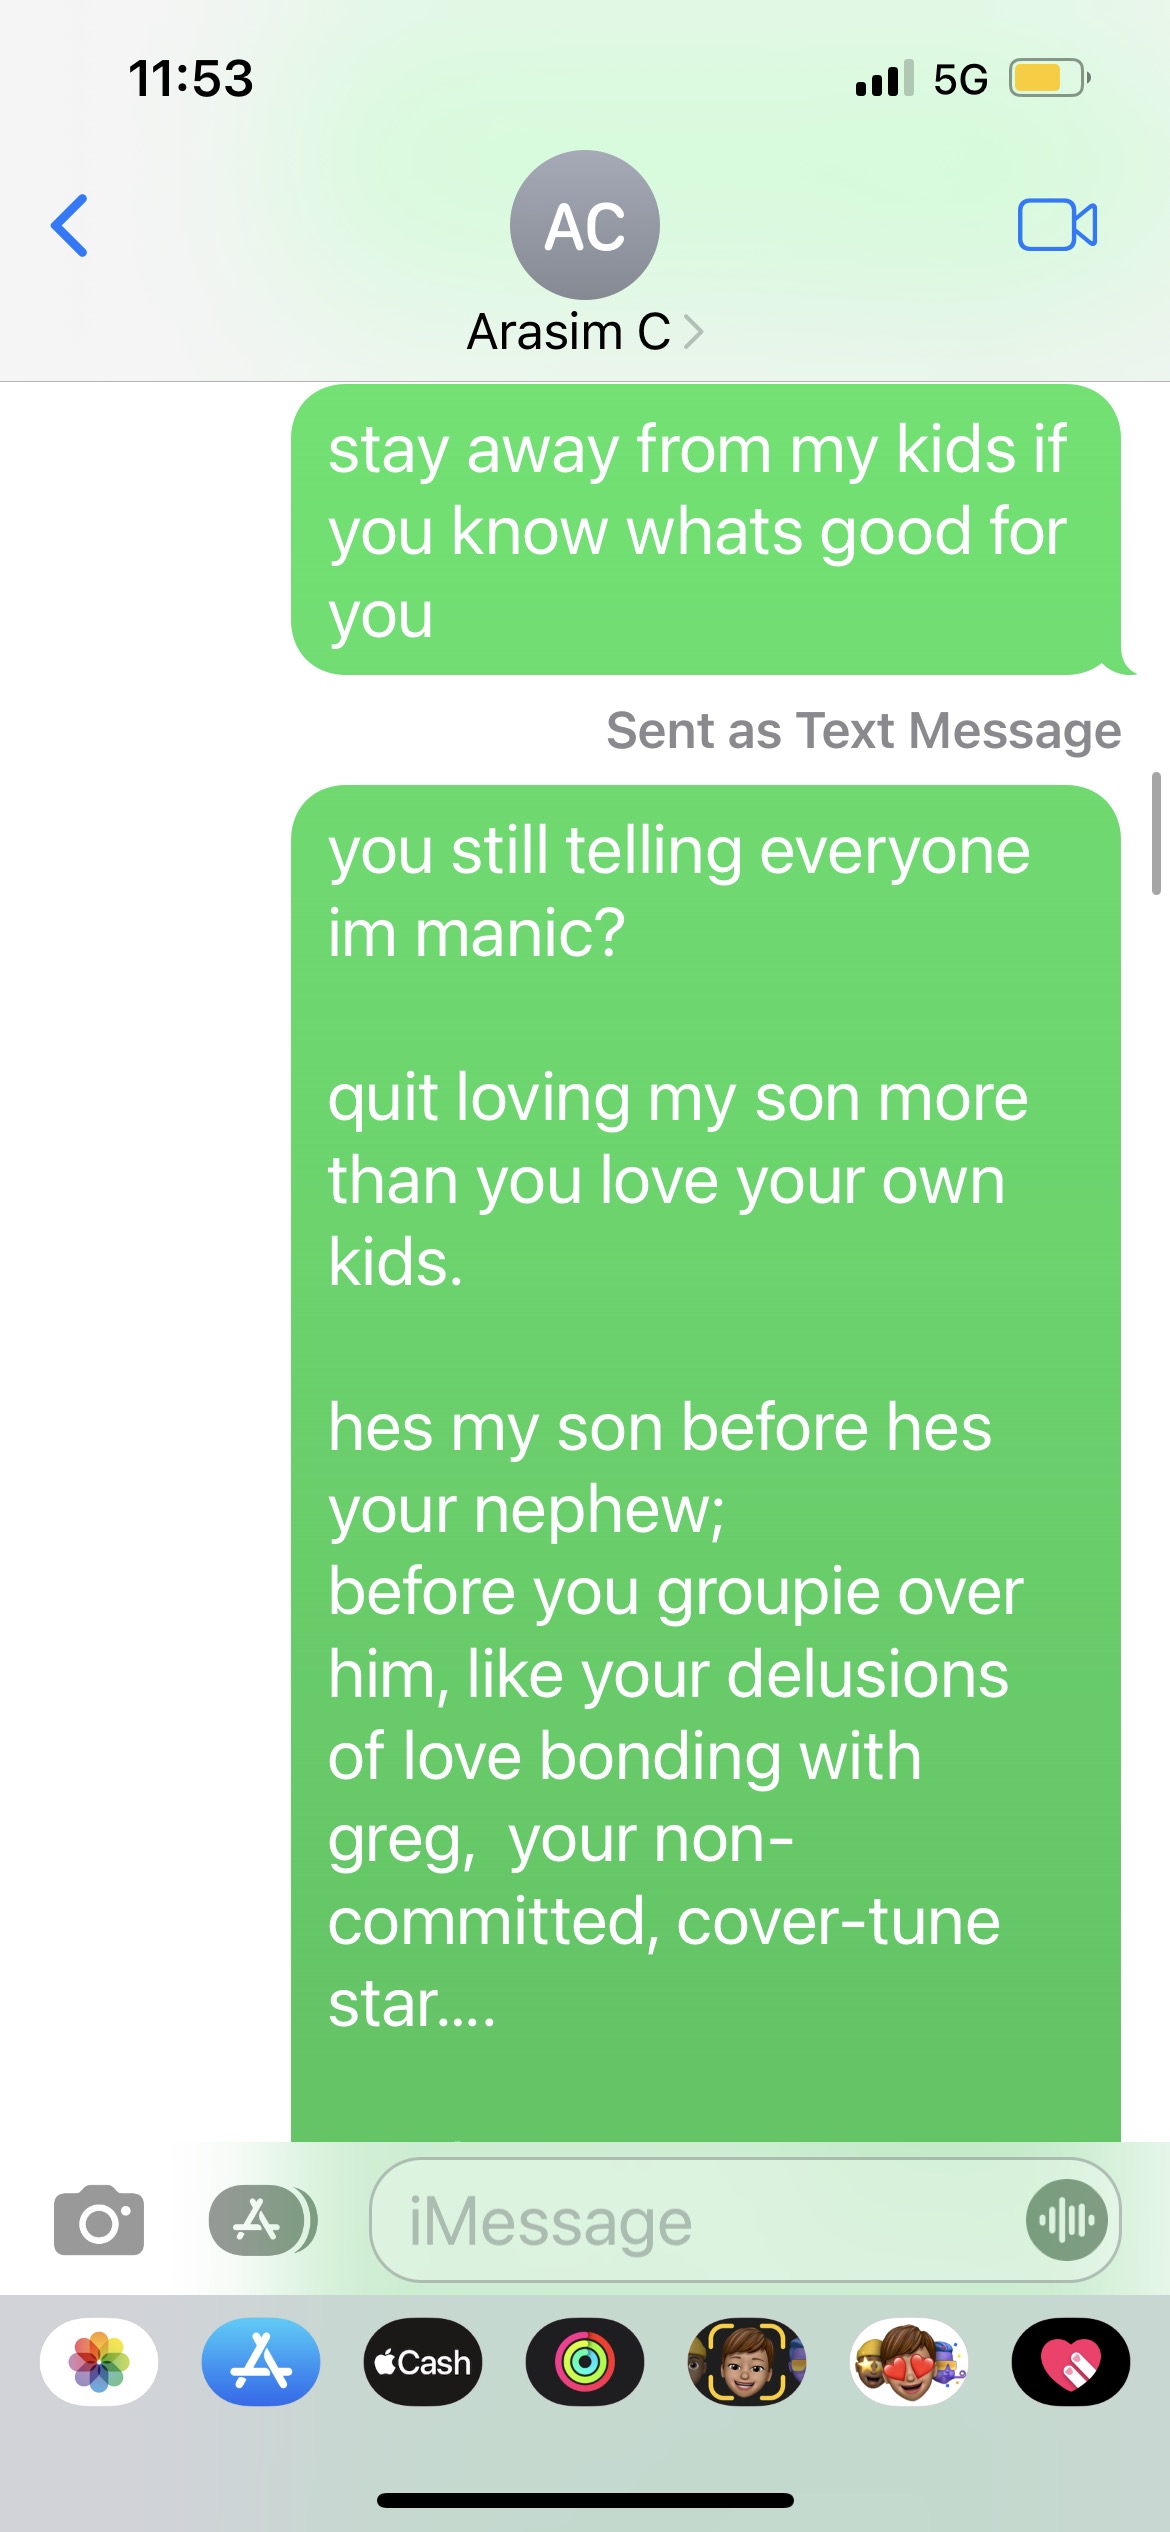 11:53
5G
AC
Arasim C
stay away from my kids if
you know whats good for
you
Sent as Text Message
you still telling everyone
im manic?
quit loving my son more
than you love your own
kids.
hes my son before hes
your nephew;
before you groupie over
him, like your delusions
of love bonding with
greg,  your non-
committed, cover-tune
star....
iMessage
Cash